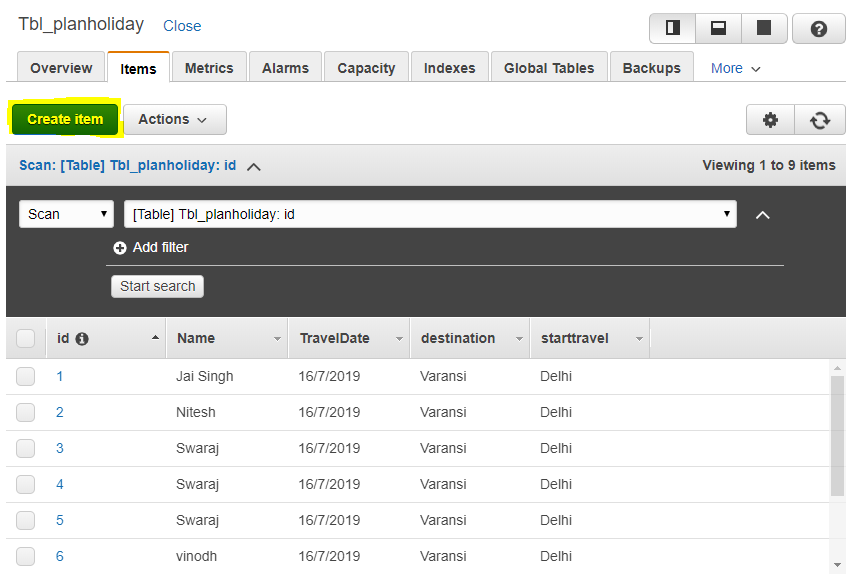 Tbl_planholiday Close
?
Overview Items Metrics Alarms Capacity Indexes Global Tables Backups More
Create item Actions
Scan: [Table] Tbl_planholiday: id Viewing 1 to 9 items
Scan [Table] Tbl_planholiday: id
Add filter
Start search
id Name TravelDate destination starttravel
1 Jai Singh 16/7/2019 Varansi Delhi
2 Nitesh 16/7/2019 Varansi Delhi
3 Swaraj 16/7/2019 Varansi Delhi
4 Swaraj 16/7/2019 Varansi Delhi
5 Swaraj 16/7/2019 Varansi Delhi
6 vinodh 16/7/2019 Varansi Delhi